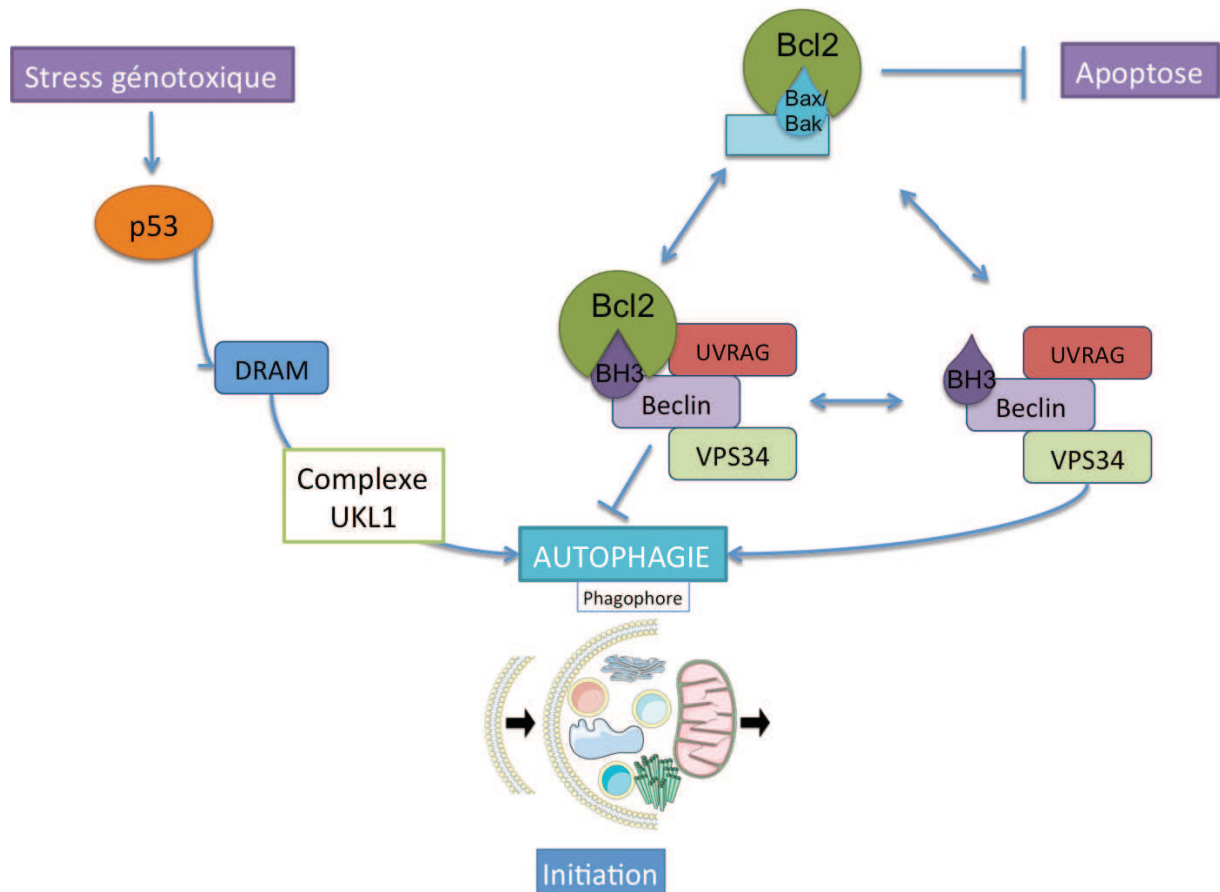 Stress génotoxique
Bcl2
Bax/
Bak
Apoptose
p53
DRAM
Complexe
UKL1
Bcl2
BH3
UVRAG
Beclin
VPS34
BH3
UVRAG
Beclin
VPS34
AUTOPHAGIE
Phagophore
Initiation